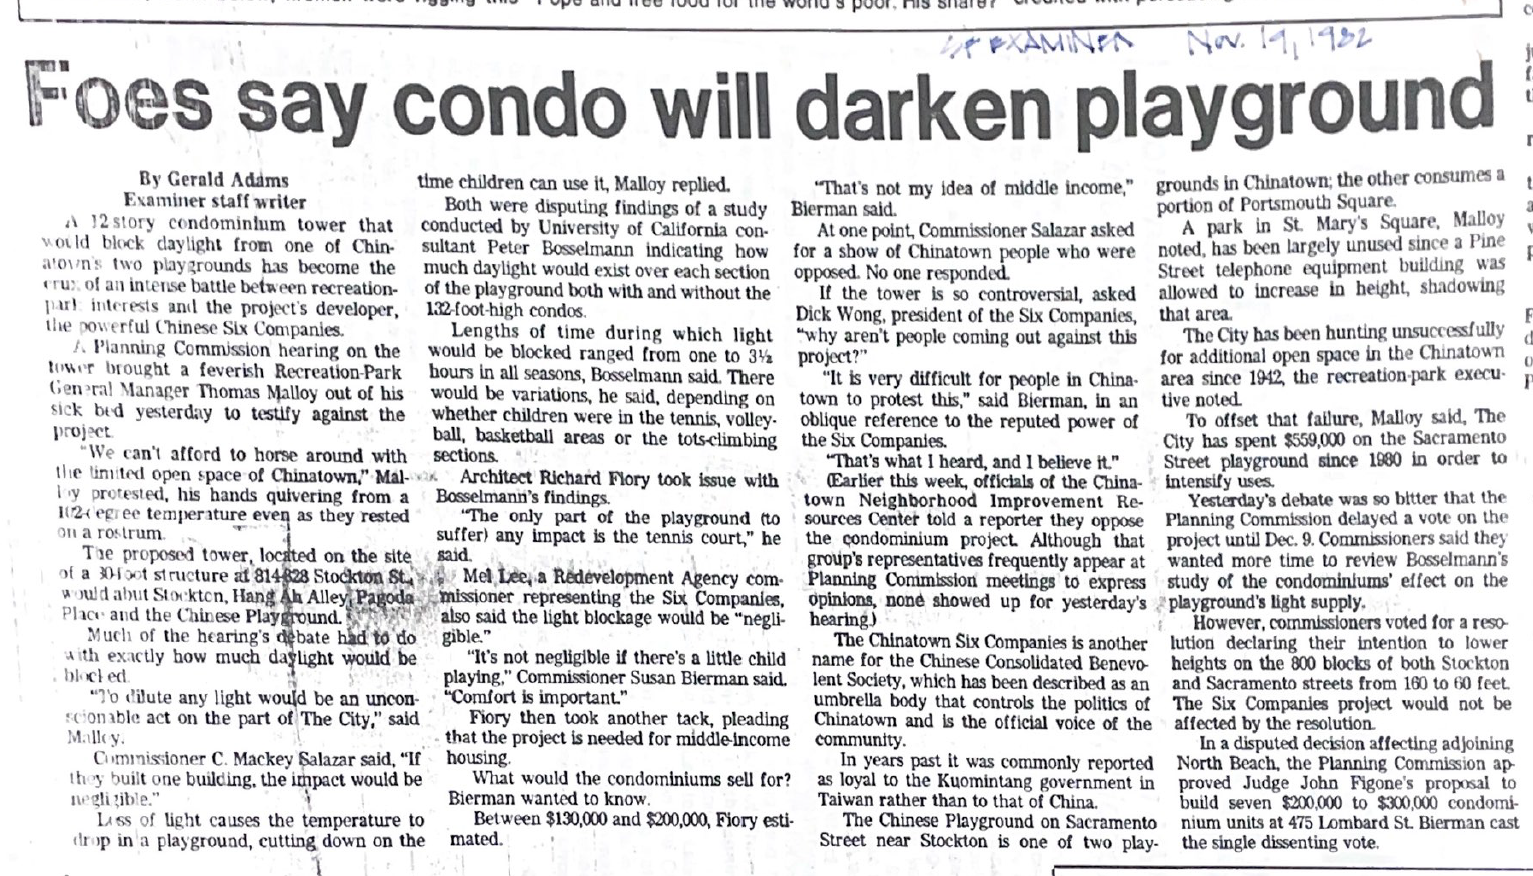 SF EXAMINER Nov. 19, 1982
Foes say condo will darken playground
By Gerald Adams
Examiner staff writer
A 12 story condominium tower that
would block daylight from one of Chin-
atown's two playgrounds has become the
crux of an intense battle between recreation-
park interests and the project's developer,
the powerful Chinese Six Companies.
A Planning Commission hearing on the
tower brought a feverish Recreation-Park
General Manager Thomas Malloy out of his
sick bed yesterday to testify against the
project.
"We can't afford to horse around with
the limited open space of Chinatown," Mal-
loy protested, his hands quivering from a
102-degree temperature even as they rested
on a rostrum.
The proposed tower, located on the site
of a 30-foot structure at 814-828 Stockton St.,
would abut Stockton, Hang Ah Alley, Pagoda
Place and the Chinese Playground.
Much of the hearing's debate had to do
with exactly how much daylight would be
blocked.
"To dilute any light would be an uncon-
scionable act on the part of The City," said
Malloy.
Commissioner C. Mackey Salazar said, "If
they built one building, the impact would be
negligible."
Loss of light causes the temperature to
drop in a playground, cutting down on the
time children can use it, Malloy replied.
Both were disputing findings of a study
conducted by University of California con-
sultant Peter Bosselmann indicating how
much daylight would exist over each section
of the playground both with and without the
132-foot-high condos.
Lengths of time during which light
would be blocked ranged from one to 3½
hours in all seasons, Bosselmann said. There
would be variations, he said, depending on
whether children were in the tennis, volley-
ball, basketball areas or the tots-climbing
sections.
Architect Richard Flory took issue with
Bosselmann's findings.
"The only part of the playground (to
suffer) any impact is the tennis court," he
said.
Mel Lee, a Redevelopment Agency com-
missioner representing the Six Companies,
also said the light blockage would be "negli-
gible."
"It's not negligible if there's a little child
playing," Commissioner Susan Bierman said.
"Comfort is important."
Flory then took another tack, pleading
that the project is needed for middle-income
housing.
What would the condominiums sell for?
Bierman wanted to know.
Between $130,000 and $200,000, Flory esti-
mated.
"That's not my idea of middle income,"
Bierman said.
At one point, Commissioner Salazar asked
for a show of Chinatown people who were
opposed. No one responded.
If the tower is so controversial, asked
Dick Wong, president of the Six Companies,
"why aren't people coming out against this
project?"
"It is very difficult for people in China-
town to protest this," said Bierman, in an
oblique reference to the reputed power of
the Six Companies.
"That's what I heard, and I believe it."
(Earlier this week, officials of the China-
town Neighborhood Improvement Re-
sources Center told a reporter they oppose
the condominium project. Although that
group's representatives frequently appear at
Planning Commission meetings to express
opinions, none showed up for yesterday's
hearing.)
The Chinatown Six Companies is another
name for the Chinese Consolidated Benevo-
lent Society, which has been described as an
umbrella body that controls the politics of
Chinatown and is the official voice of the
community.
In years past it was commonly reported
as loyal to the Kuomintang government in
Taiwan rather than to that of China.
The Chinese Playground on Sacramento
Street near Stockton is one of two play-
grounds in Chinatown; the other consumes a
portion of Portsmouth Square.
A park in St. Mary's Square, Malloy
noted, has been largely unused since a Pine
Street telephone equipment building was
allowed to increase in height, shadowing
that area.
The City has been hunting unsuccessfully
for additional open space in the Chinatown
area since 1942, the recreation-park execu-
tive noted.
To offset that failure, Malloy said, The
City has spent $559,000 on the Sacramento
Street playground since 1980 in order to
intensify uses.
Yesterday's debate was so bitter that the
Planning Commission delayed a vote on the
project until Dec. 9. Commissioners said they
wanted more time to review Bosselmann's
study of the condominiums' effect on the
playground's light supply.
However, commissioners voted for a reso-
lution declaring their intention to lower
heights on the 800 blocks of both Stockton
and Sacramento streets from 160 to 60 feet.
The Six Companies project would not be
affected by the resolution.
In a disputed decision affecting adjoining
North Beach, the Planning Commission ap-
proved Judge John Figone's proposal to
build seven $200,000 to $300,000 condomi-
nium units at 475 Lombard St. Bierman cast
the single dissenting vote.